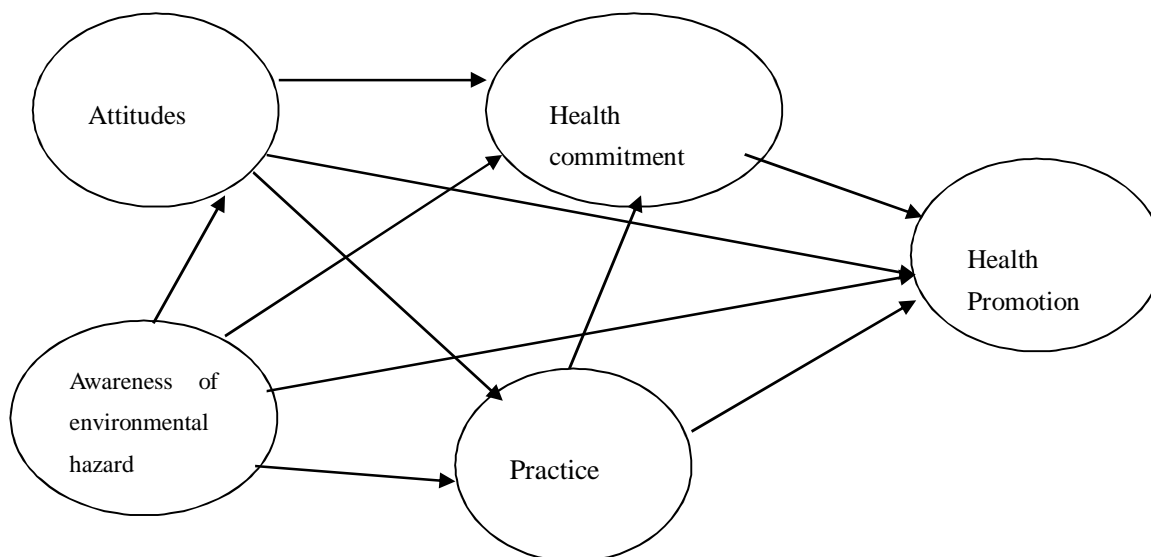 Attitudes
Health
commitment
Health
Promotion
Awareness of
environmental
hazard
Practice